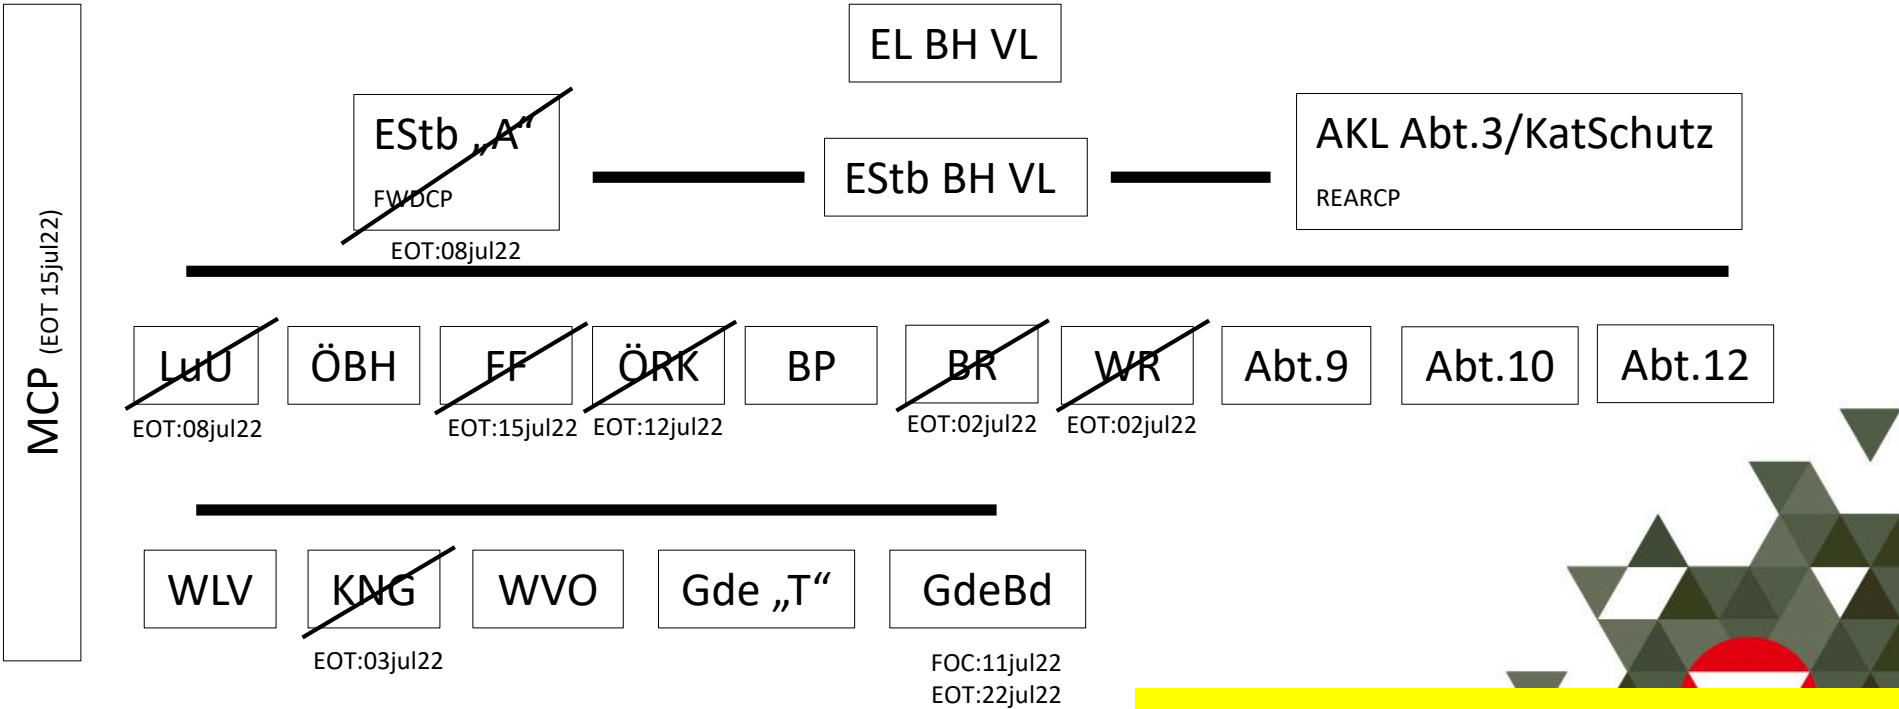 MCP (EOT 15jul22)
EL BH VL
EStb „A“
FWDCP
EOT:08jul22
EStb BH VL
AKL Abt.3/KatSchutz
REARCP
LuU
EOT:08jul22
ÖBH
FF
EOT:15jul22
ÖRK
EOT:12jul22
BP
BR
EOT:02jul22
WR
EOT:02jul22
Abt.9
Abt.10
Abt.12
WLV
KNG
EOT:03jul22
WVO
Gde „T“
GdeBd
FOC:11jul22
EOT:22jul22